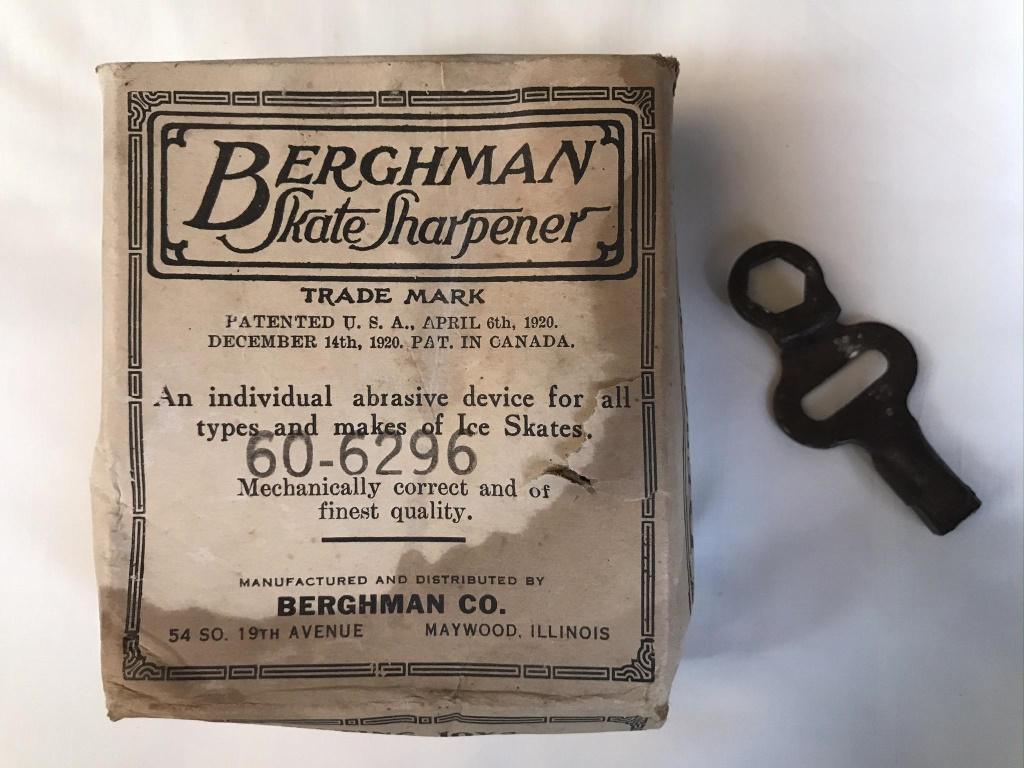 BERGHMAN
Skate Sharpener
TRADE MARK
PATENTED U. S. A., APRIL 6th, 1920.
DECEMBER 14th, 1920. PAT. IN CANADA.
An individual abrasive device for all
types and makes of Ice Skates.
60-6296
Mechanically correct and of
finest quality.
MANUFACTURED AND DISTRIBUTED BY
BERGHMAN CO.
54 SO. 19TH AVENUE MAYWOOD, ILLINOIS